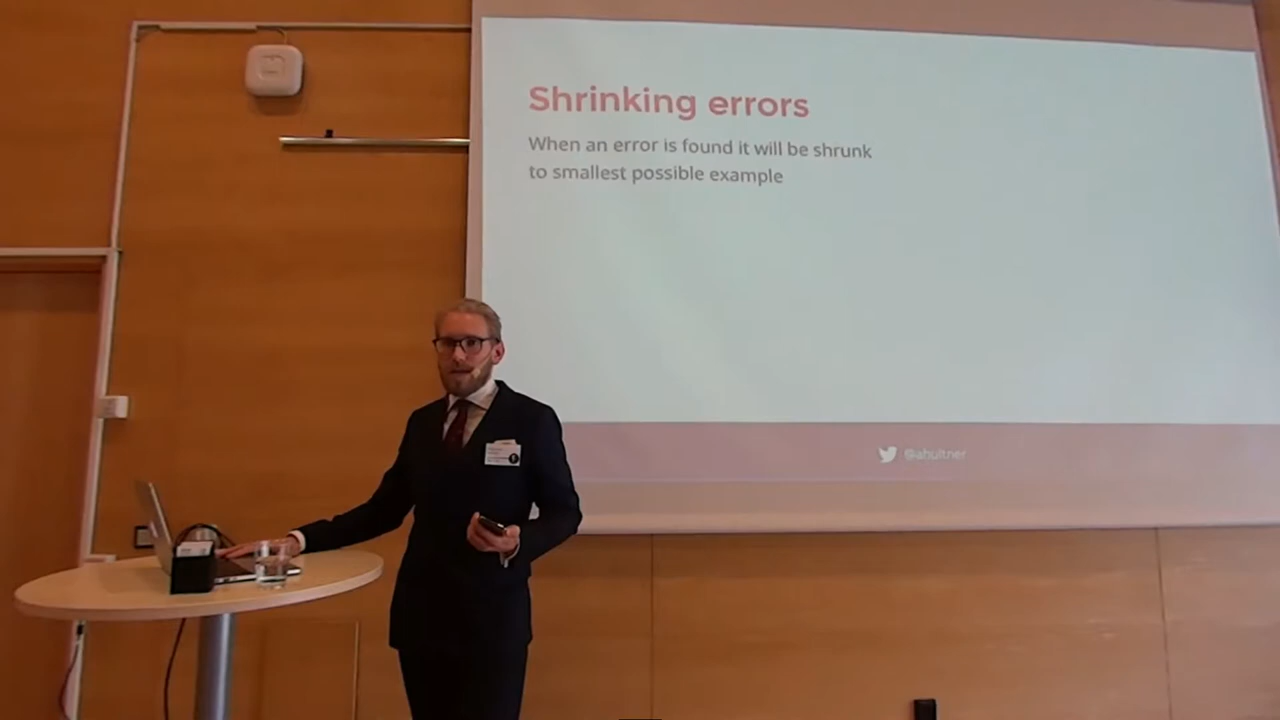 Shrinking errors
When an error is found it will be shrunk
to smallest possible example
@ahultner